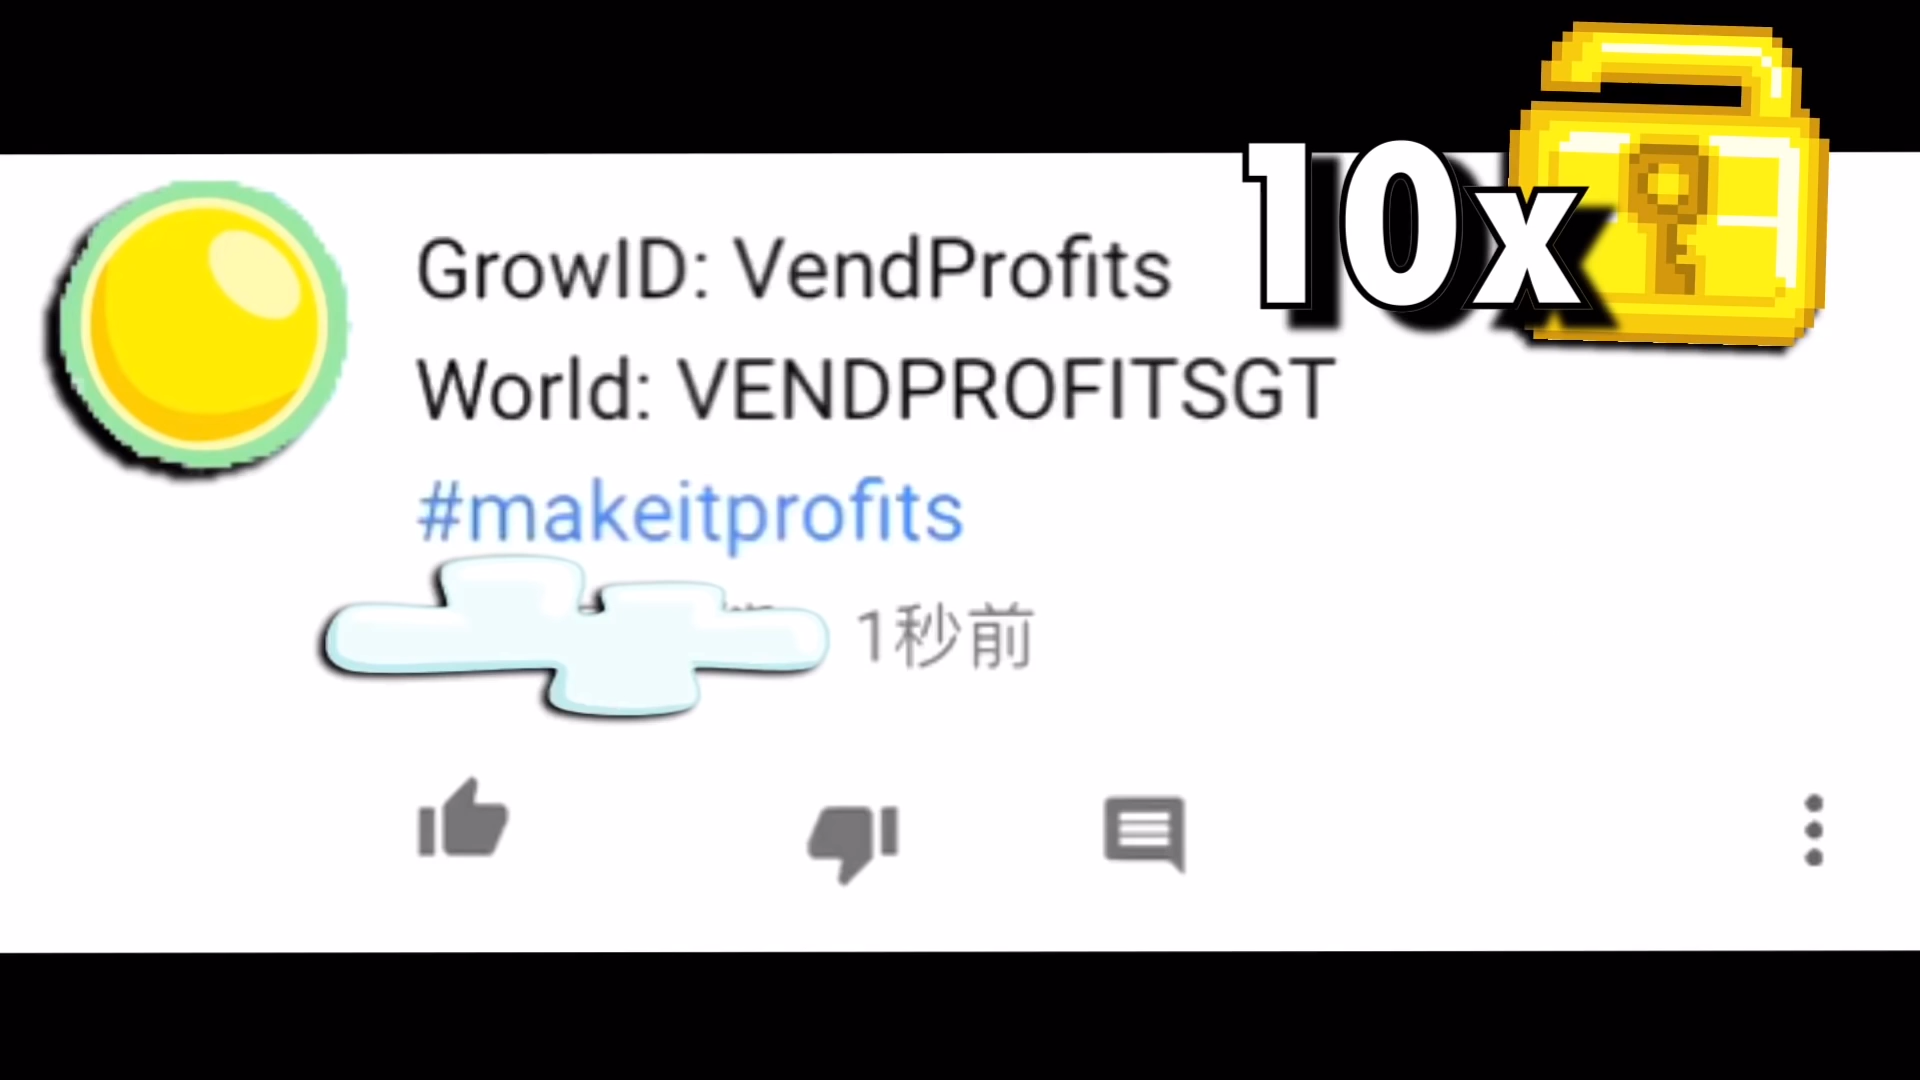 10x
GrowID: VendProfits
World: VENDPROFITSGT
#makeitprofits
1秒前